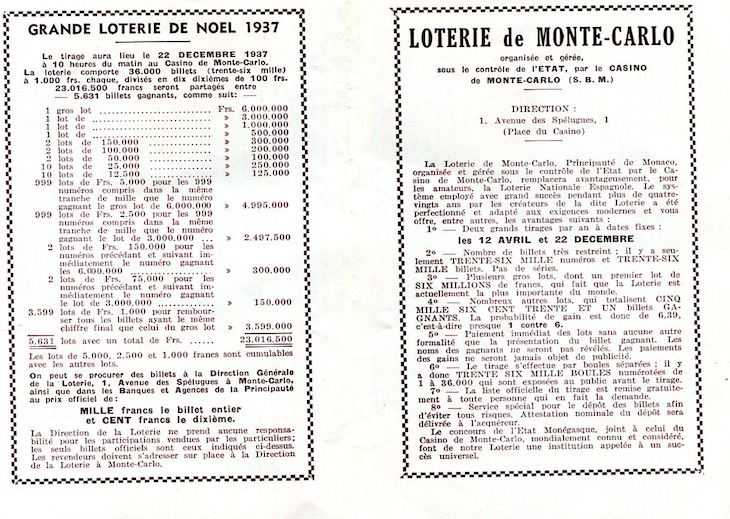 GRANDE LOTERIE DE NOEL 1937
Le tirage aura lieu le 22 DECEMBRE 1937
à 10 heures du matin au Casino de Monte-Carlo.
La loterie comporte 36.000 billets (trente-six mille)
à 1.000 frs. chaque, divisés en dix dixièmes de 100 frs.
23.016.500 francs seront partagés entre
— 5.631 billets gagnants, comme suit: —
1 gros lot ........................ Frs. 6.000.000
1 lot de ........................ » 3.000.000
1 lot de ........................ » 1.000.000
1 lot de ........................ » 500.000
2 lots de 150.000 ............ » 300.000
2 lots de 100.000 ............ » 200.000
2 lots de 50.000 ............ » 100.000
10 lots de 25.000 ............ » 250.000
10 lots de 12.500 ............ » 125.000
999 lots de Frs. 5.000 pour les 999
numéros compris dans la même
tranche de mille que le numéro
gagnant le gros lot de 6.000.000 » 4.995.000
999 lots de Frs. 2.500 pour les 999
numéros compris dans la même
tranche de mille que le numéro
gagnant le lot de 3.000.000 ... » 2.497.500
2 lots de Frs. 150.000 pour les
numéros précédant et suivant im-
médiatement le numéro gagnant
les 6.000.000 .................. » 300.000
2 lots de Frs. 75.000 pour les
numéros précédant et suivant im-
médiatement le numéro gagnant
le lot de 3.000.000 ............ » 150.000
3.599 lots de Frs. 1.000 pour rembour-
ser tous les billets ayant le même
chiffre final que celui du gros lot » 3.599.000
5.631 lots avec un total de Frs. ...... 23.016.500
Les lots de 5.000, 2.500 et 1.000 francs sont cumulables
avec les autres lots.
On peut se procurer des billets à la Direction Générale
de la Loterie, 1, Avenue des Spélugues à Monte-Carlo,
ainsi que dans les Banques et Agences de la Principauté
au prix officiel de :
MILLE francs le billet entier
et CENT francs le dixième.
La Direction de la Loterie ne prend aucune responsa-
bilité pour les participations vendues par les particuliers;
les seuls billets officiels sont ceux indiqués ci-dessus.
Les revendeurs doivent s'adresser sur place à la Direction
de la Loterie à Monte-Carlo.
LOTERIE de MONTE-CARLO
organisée et gérée,
sous le contrôle de l'ETAT, par le CASINO
de MONTE-CARLO (S. B. M.)
DIRECTION :
1, Avenue des Spélugues, 1
(Place du Casino)
La Loterie de Monte-Carlo, Principauté de Monaco,
organisée et gérée sous le contrôle de l'Etat par le Ca-
sino de Monte-Carlo, remplacera avantageusement, pour
les amateurs, la Loterie Nationale Espagnole. Le sys-
tème employé avec grand succès pendant plus de quatre-
vingts ans par les créateurs de la dite Loterie a été
perfectionné et adapté aux exigences modernes et vous
offre, entre autres, les avantages suivants :
1º — Deux grands tirages par an à dates fixes :
les 12 AVRIL et 22 DECEMBRE
2º — Nombre de billets très restreint ; il y a seu-
lement TRENTE-SIX MILLE numéros et TRENTE-SIX
MILLE billets. Pas de séries.
3º — Plusieurs gros lots, dont un premier lot de
SIX MILLIONS de francs, qui fait que la Loterie est
actuellement la plus importante du monde.
4º — Nombreux autres lots, qui totalisent CINQ
MILLE SIX CENT TRENTE ET UN billets GA-
GNANTS. La probabilité de gain est donc de 6,39,
c'est-à-dire presque 1 contre 6.
5º — Paiement immédiat des lots sans aucune autre
formalité que la présentation du billet gagnant. Les
noms des gagnants ne seront pas révélés. Les paiements
des gains ne seront jamais objet de publicité.
6º — Le tirage s'effectue par boules séparées ; il y
a donc TRENTE SIX MILLE BOULES numérotées de
1 à 36.000 qui sont exposées au public avant le tirage.
7º — La liste officielle du tirage est remise gratuite-
ment à toute personne qui en fait la demande.
8º — Service spécial pour le dépôt des billets afin
d'éviter tous risques. Attestation nominale du dépôt sera
délivrée à l'acquéreur.
Le concours de l'Etat Monégasque, joint à celui du
Casino de Monte-Carlo, mondialement connu et considéré,
font de notre Loterie une institution appelée à un suc-
cès universel.